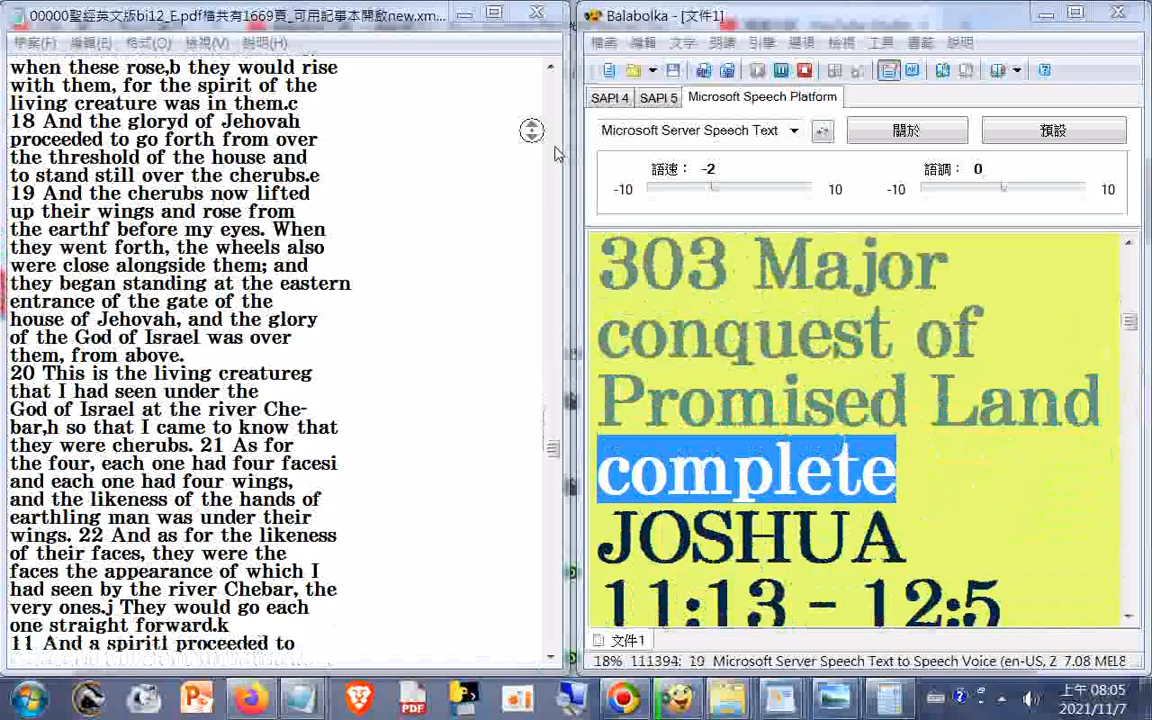 00000聖經英文版bi12_E.pdf檔共有1669頁_可用記事本開啟new.xm...
檔案(F) 編輯(E) 格式(O) 檢視(V) 說明(H)
when these rose,b they would rise
with them, for the spirit of the
living creature was in them.c
18 And the gloryd of Jehovah
proceeded to go forth from over
the threshold of the house and
to stand still over the cherubs.e
19 And the cherubs now lifted
up their wings and rose from
the earthf before my eyes. When
they went forth, the wheels also
were close alongside them; and
they began standing at the eastern
entrance of the gate of the
house of Jehovah, and the glory
of the God of Israel was over
them, from above.
20 This is the living creatureg
that I had seen under the
God of Israel at the river Che-
bar,h so that I came to know that
they were cherubs. 21 As for
the four, each one had four facesi
and each one had four wings,
and the likeness of the hands of
earthling man was under their
wings. 22 And as for the likeness
of their faces, they were the
faces the appearance of which I
had seen by the river Chebar, the
very ones.j They would go each
one straight forward.k
11 And a spiritl proceeded to
Balabolka - [文件1]
檔案 編輯 文字 朗讀 引擎 選項 檢視 工具 書籤 說明
SAPI 4 SAPI 5 Microsoft Speech Platform
Microsoft Server Speech Text 關於 預設
語速： -2 語調： 0
-10 10 -10 10
303 Major
conquest of
Promised Land
complete
JOSHUA
11:13 - 12:5
文件1
18% 111394: 19 Microsoft Server Speech Text to Speech Voice (en-US, Z 7.08 MEL8
上午 08:05
2021/11/7